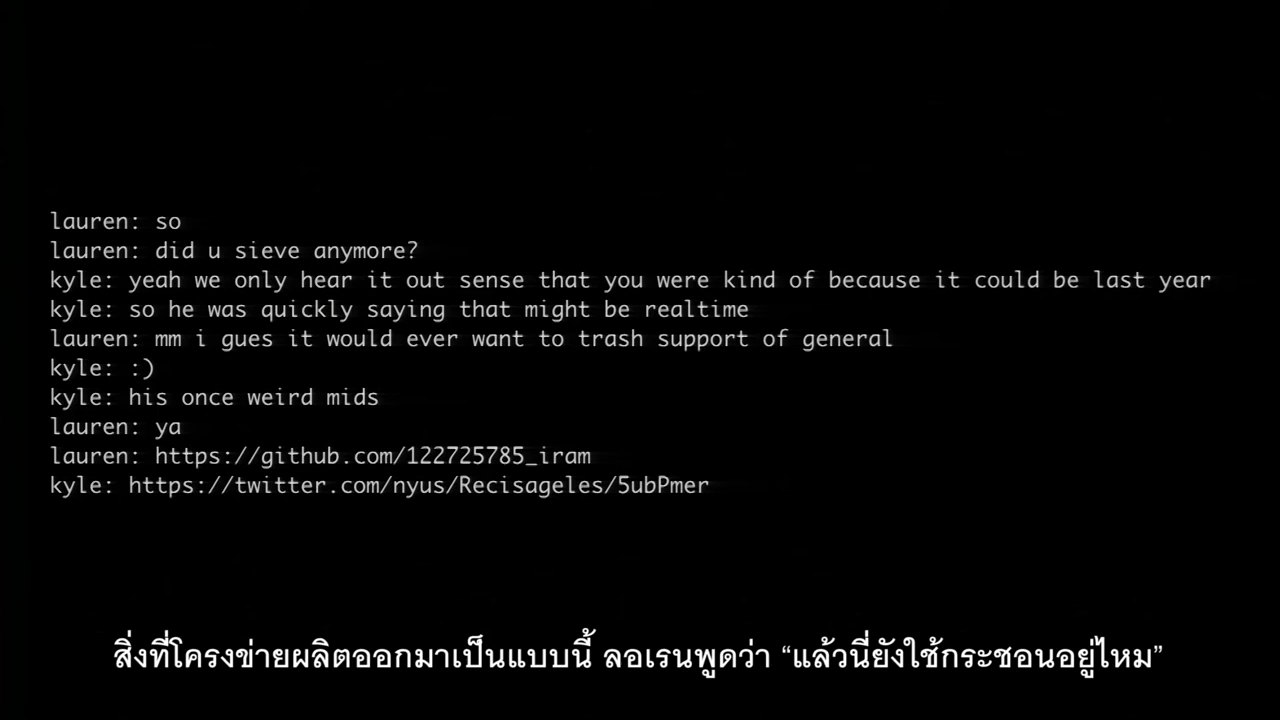 lauren: so
lauren: did u sieve anymore?
kyle: yeah we only hear it out sense that you were kind of because it could be last year
kyle: so he was quickly saying that might be realtime
lauren: mm i gues it would ever want to trash support of general
kyle: :)
kyle: his once weird mids
lauren: ya
lauren: https://github.com/122725785_iram
kyle: https://twitter.com/nyus/Recisageles/5ubPmer
สิ่งที่โครงข่ายผลิตออกมาเป็นแบบนี้ ลอเรนพูดว่า “แล้วนี่ยังใช้กระชอนอยู่ไหม”